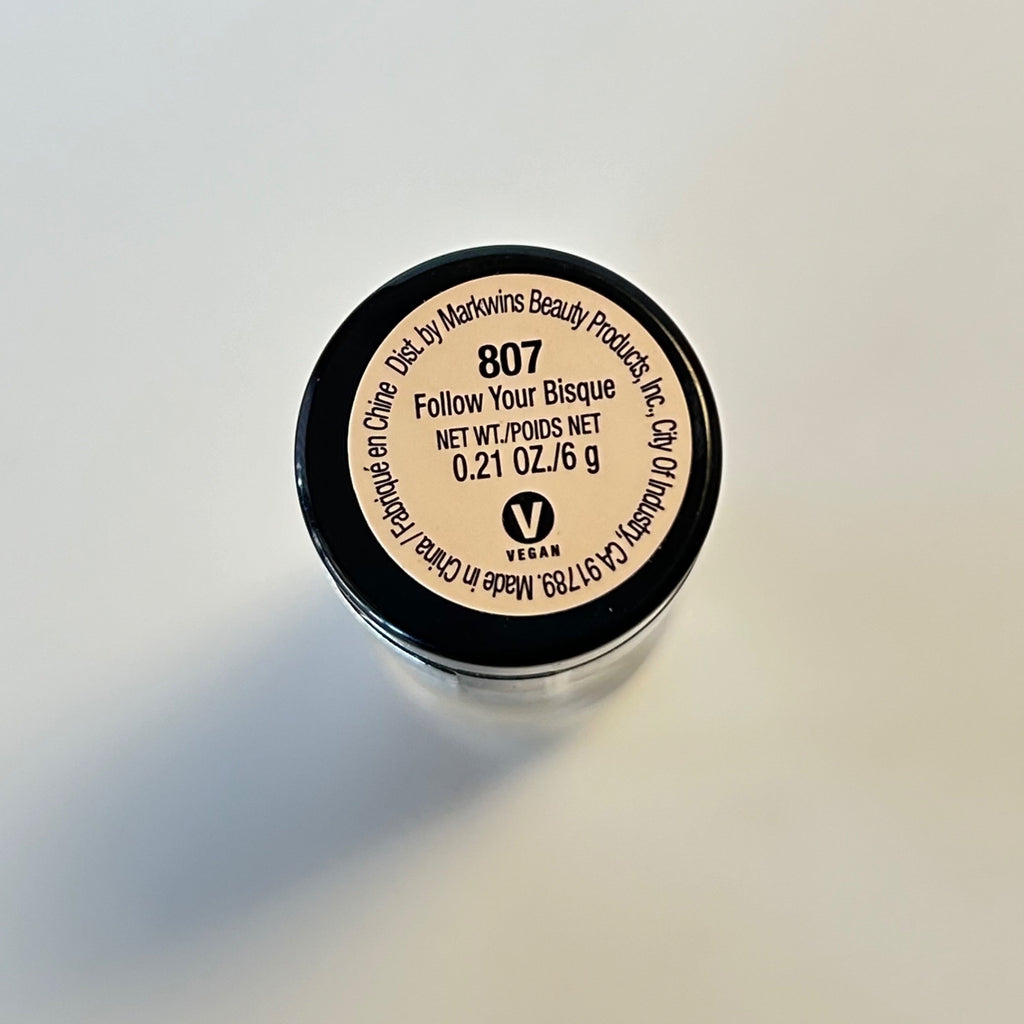 Dist. by Markwins Beauty Products, Inc., City Of Industry, CA 91789. Made in China / Fabriqué en Chine
807
Follow Your Bisque
NET WT./POIDS NET
0.21 OZ./6 g
V
VEGAN